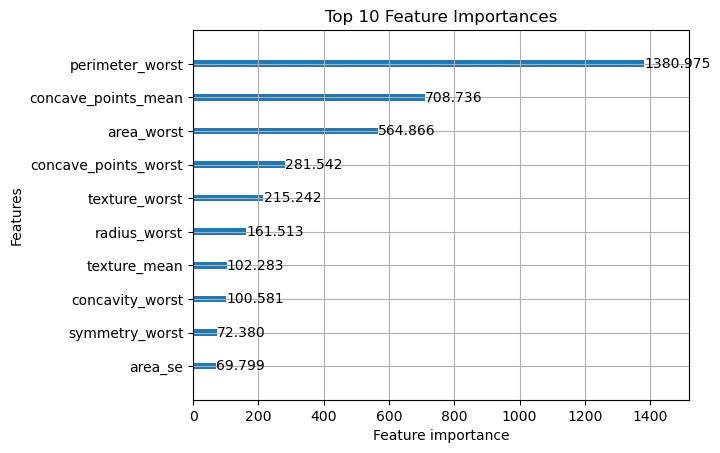 Top 10 Feature Importances
perimeter_worst 1380.975
concave_points_mean 708.736
area_worst 564.866
concave_points_worst 281.542
texture_worst 215.242
radius_worst 161.513
texture_mean 102.283
concavity_worst 100.581
symmetry_worst 72.380
area_se 69.799
Features
0 200 400 600 800 1000 1200 1400
Feature importance